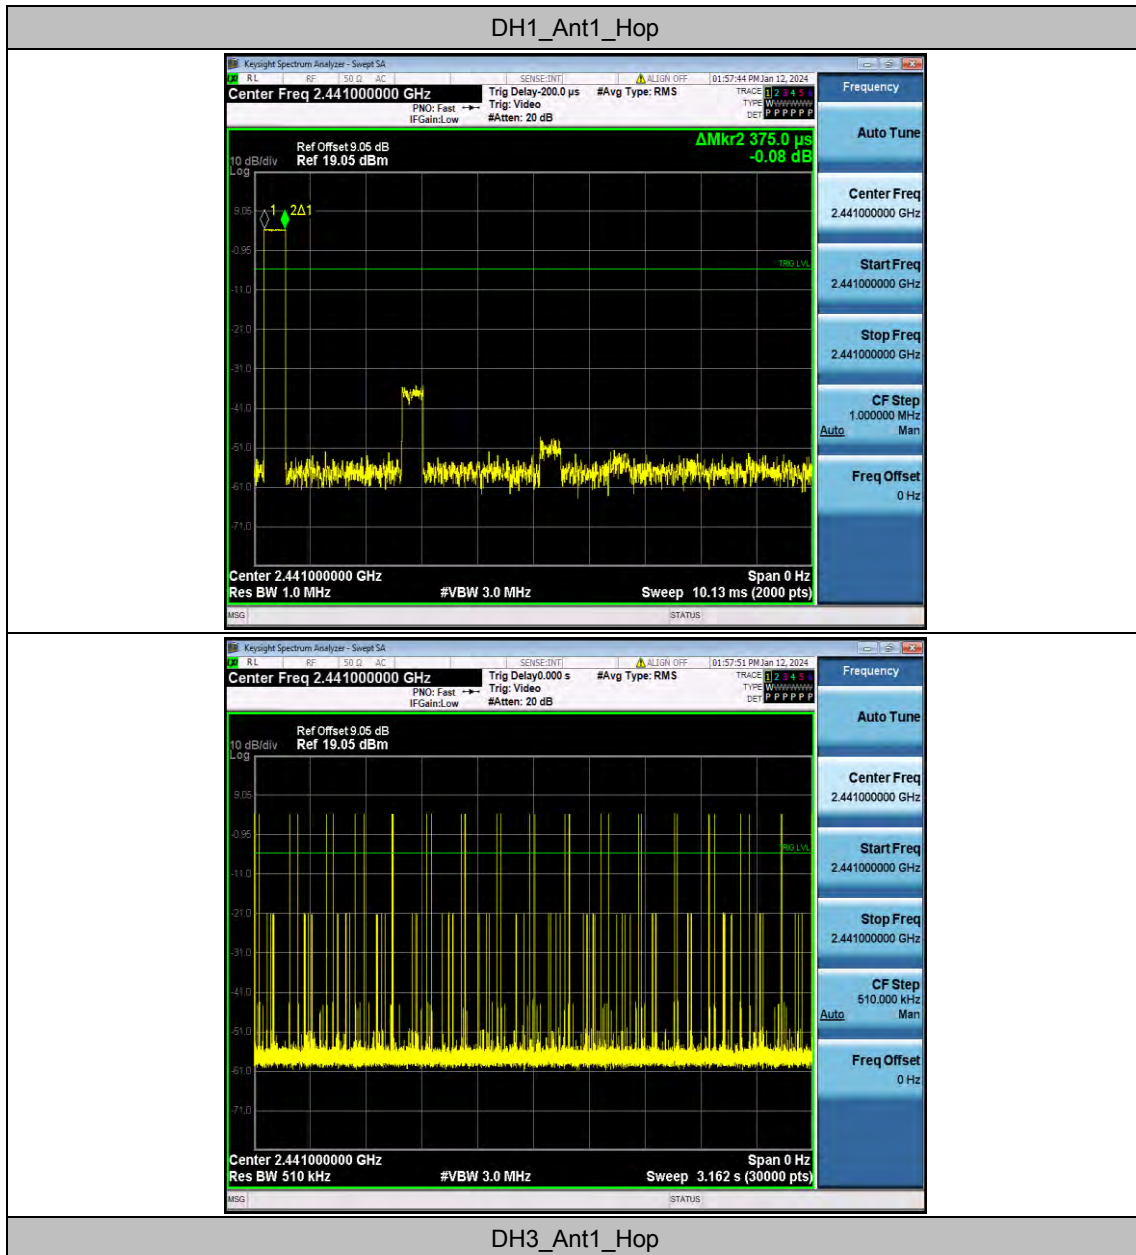 DH1_Ant1_Hop
Keysight Spectrum Analyzer - Swept SA
RL RF 50 Ω AC SENSE:INT ALIGN OFF 01:57:44 PM Jan 12, 2024
Center Freq 2.441000000 GHz Trig Delay-200.0 µs #Avg Type: RMS TRACE 1 2 3 4 5 6
PNO: Fast Trig: Video TYPE W
IFGain:Low #Atten: 20 dB DET P P P P P P
Frequency
Auto Tune
ΔMkr2 375.0 µs
-0.08 dB
Ref Offset 9.05 dB
10 dB/div Ref 19.05 dBm
Log
1 2Δ1
9.05
-0.95
TRIG LVL
-11.0
-21.0
-31.0
-41.0
-51.0
-61.0
-71.0
Center Freq
2.441000000 GHz
Start Freq
2.441000000 GHz
Stop Freq
2.441000000 GHz
CF Step
1.000000 MHz
Auto Man
Freq Offset
0 Hz
Center 2.441000000 GHz Span 0 Hz
Res BW 1.0 MHz #VBW 3.0 MHz Sweep 10.13 ms (2000 pts)
MSG STATUS
Keysight Spectrum Analyzer - Swept SA
RL RF 50 Ω AC SENSE:INT ALIGN OFF 01:57:51 PM Jan 12, 2024
Center Freq 2.441000000 GHz Trig Delay0.000 s #Avg Type: RMS TRACE 1 2 3 4 5 6
PNO: Fast Trig: Video TYPE W
IFGain:Low #Atten: 20 dB DET P P P P P P
Frequency
Auto Tune
Ref Offset 9.05 dB
10 dB/div Ref 19.05 dBm
Log
9.05
-0.95
TRIG LVL
-11.0
-21.0
-31.0
-41.0
-51.0
-61.0
-71.0
Center Freq
2.441000000 GHz
Start Freq
2.441000000 GHz
Stop Freq
2.441000000 GHz
CF Step
510.000 kHz
Auto Man
Freq Offset
0 Hz
Center 2.441000000 GHz Span 0 Hz
Res BW 510 kHz #VBW 3.0 MHz Sweep 3.162 s (30000 pts)
MSG STATUS
DH3_Ant1_Hop